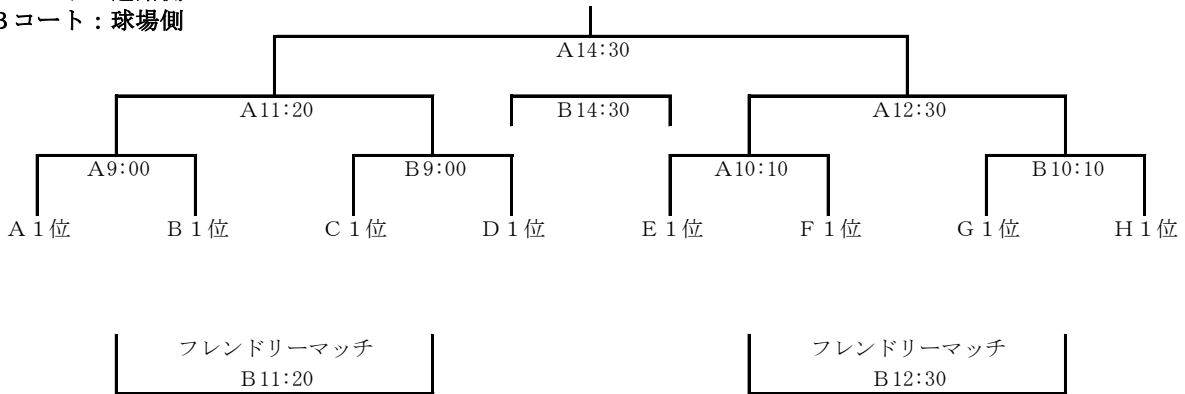 Bコート：球場側
A14:30
A11:20 B14:30 A12:30
A9:00 B9:00 A10:10 B10:10
A1位 B1位 C1位 D1位 E1位 F1位 G1位 H1位
フレンドリーマッチ フレンドリーマッチ
B11:20 B12:30